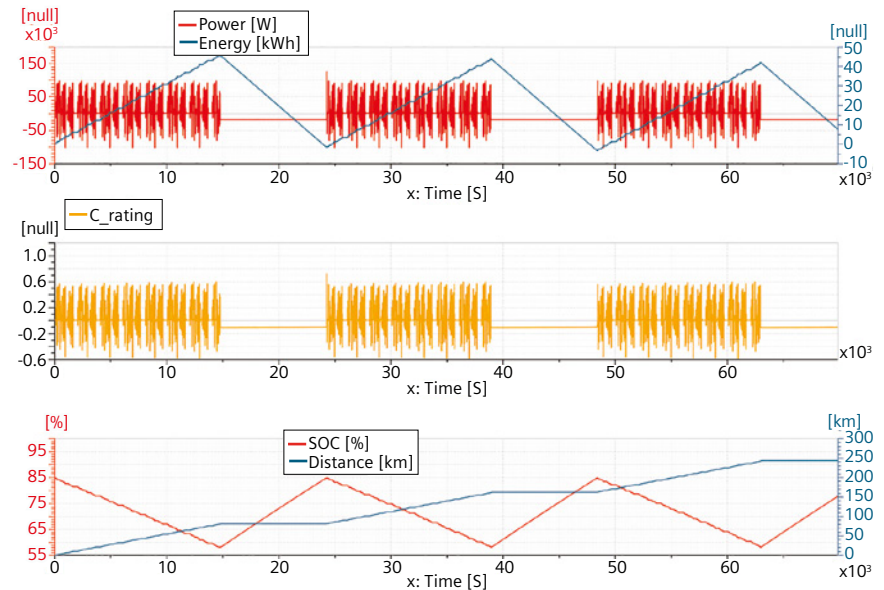 [null]
x10³
Power [W]
Energy [kWh]
[null]
150
50
-50
-150
50
40
30
20
10
0
-10
0 10 20 30 40 50 60 x10³
x: Time [S]
C_rating
[null]
1.0
0.6
0.2
-0.2
-0.6
x10³
0 10 20 30 40 50 60
x: Time [S]
[%]
[km]
SOC [%]
Distance [km]
95
85
75
65
55
300
250
200
150
100
50
0
0 10 20 30 40 50 60 x10³
x: Time [S]